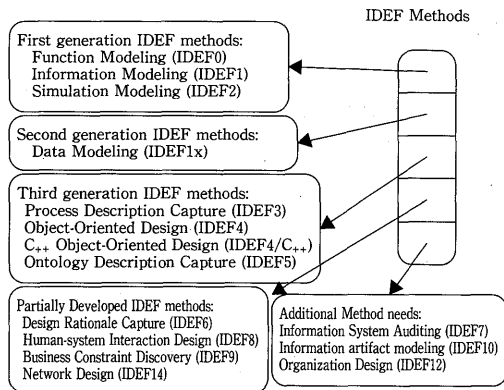 IDEF Methods
First generation IDEF methods:
Function Modeling (IDEF0)
Information Modeling (IDEF1)
Simulation Modeling (IDEF2)
Second generation IDEF methods:
Data Modeling (IDEF1x)
Third generation IDEF methods:
Process Description Capture (IDEF3)
Object-Oriented Design (IDEF4)
C++ Object-Oriented Design (IDEF4/C++)
Ontology Description Capture (IDEF5)
Partially Developed IDEF methods:
Design Rationale Capture (IDEF6)
Human-system Interaction Design (IDEF8)
Business Constraint Discovery (IDEF9)
Network Design (IDEF14)
Additional Method needs:
Information System Auditing (IDEF7)
Information artifact modeling (IDEF10)
Organization Design (IDEF12)